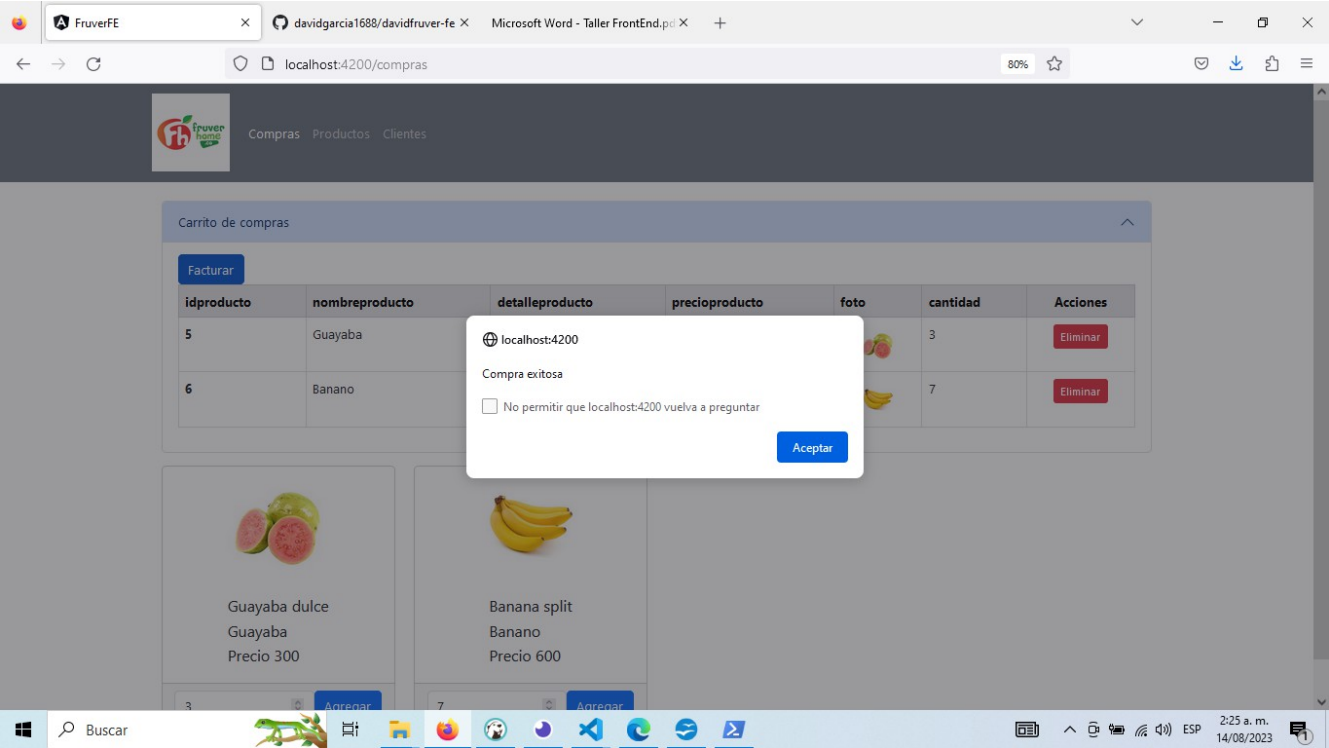 FruverFE
davidgarcia1688/davidfruver-fe
Microsoft Word - Taller FrontEnd.pd
localhost:4200/compras
80%
Fh fruver home
Compras Productos Clientes
Carrito de compras
Facturar
idproducto nombreproducto detalleproducto precioproducto foto cantidad Acciones
5 Guayaba 3 Eliminar
6 Banano 7 Eliminar
localhost:4200
Compra exitosa
No permitir que localhost:4200 vuelva a preguntar
Aceptar
Guayaba dulce
Guayaba
Precio 300
Banana split
Banano
Precio 600
3 Agregar
7 Agregar
Buscar
ESP
2:25 a. m.
14/08/2023
1